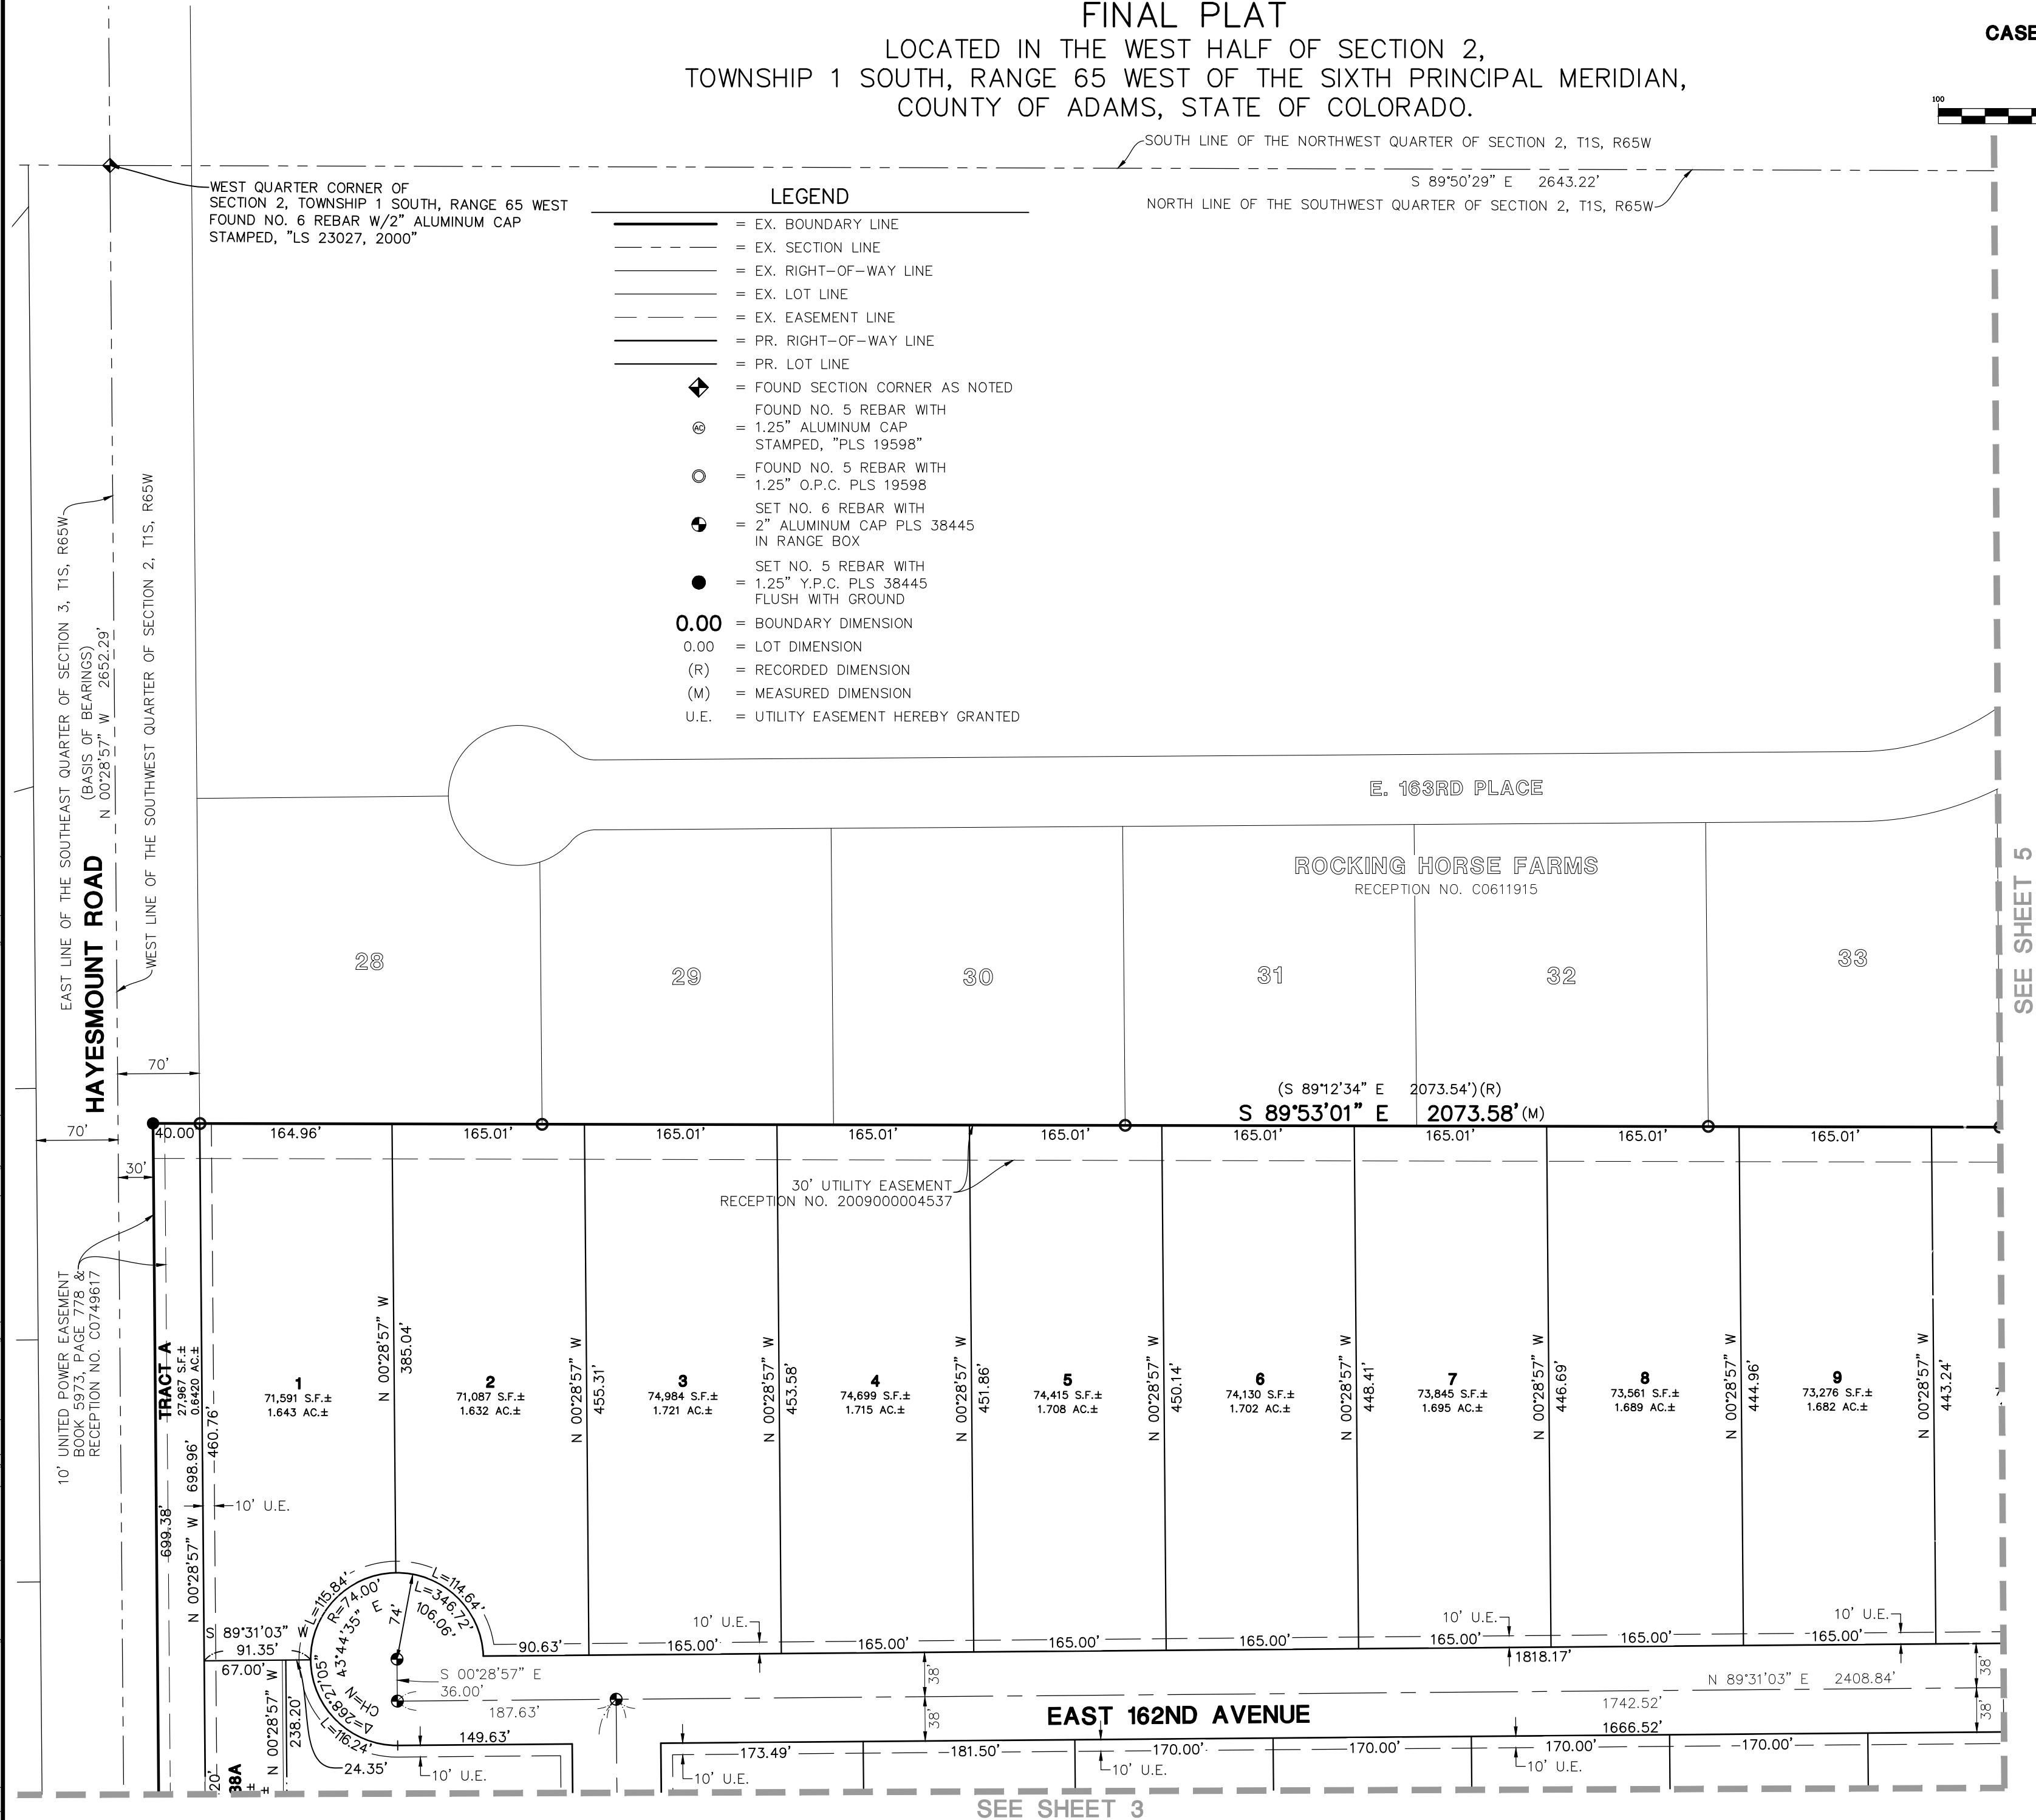 FINAL PLAT
LOCATED IN THE WEST HALF OF SECTION 2,
TOWNSHIP 1 SOUTH, RANGE 65 WEST OF THE SIXTH PRINCIPAL MERIDIAN,
COUNTY OF ADAMS, STATE OF COLORADO.
CASE
100
SOUTH LINE OF THE NORTHWEST QUARTER OF SECTION 2, T1S, R65W
S 89°50'29" E 2643.22'
NORTH LINE OF THE SOUTHWEST QUARTER OF SECTION 2, T1S, R65W
WEST QUARTER CORNER OF
SECTION 2, TOWNSHIP 1 SOUTH, RANGE 65 WEST
FOUND NO. 6 REBAR W/2" ALUMINUM CAP
STAMPED, "LS 23027, 2000"
LEGEND
= EX. BOUNDARY LINE
= EX. SECTION LINE
= EX. RIGHT-OF-WAY LINE
= EX. LOT LINE
= EX. EASEMENT LINE
= PR. RIGHT-OF-WAY LINE
= PR. LOT LINE
= FOUND SECTION CORNER AS NOTED
FOUND NO. 5 REBAR WITH
AC = 1.25" ALUMINUM CAP
STAMPED, "PLS 19598"
= FOUND NO. 5 REBAR WITH
1.25" O.P.C. PLS 19598
SET NO. 6 REBAR WITH
= 2" ALUMINUM CAP PLS 38445
IN RANGE BOX
SET NO. 5 REBAR WITH
= 1.25" Y.P.C. PLS 38445
FLUSH WITH GROUND
0.00 = BOUNDARY DIMENSION
0.00 = LOT DIMENSION
(R) = RECORDED DIMENSION
(M) = MEASURED DIMENSION
U.E. = UTILITY EASEMENT HEREBY GRANTED
EAST LINE OF THE SOUTHEAST QUARTER OF SECTION 3, T1S, R65W
(BASIS OF BEARINGS)
N 00°28'57" W 2652.29'
HAYESMOUNT ROAD
WEST LINE OF THE SOUTHWEST QUARTER OF SECTION 2, T1S, R65W
E. 163RD PLACE
ROCKING HORSE FARMS
RECEPTION NO. C0611915
28
29
30
31
32
33
SEE SHEET 5
70'
70'
30'
(S 89°12'34" E 2073.54')(R)
S 89°53'01" E 2073.58'(M)
40.00'
164.96'
165.01'
165.01'
165.01'
165.01'
165.01'
165.01'
165.01'
165.01'
30' UTILITY EASEMENT
RECEPTION NO. 2009000004537
10' UNITED POWER EASEMENT
BOOK 5973, PAGE 778 &
RECEPTION NO. C0749617
TRACT A
27,967 S.F.±
0.6420 AC.±
699.38'
N 00°28'57" W 698.96'
460.76'
10' U.E.
1
71,591 S.F.±
1.643 AC.±
N 00°28'57" W
385.04'
2
71,087 S.F.±
1.632 AC.±
N 00°28'57" W
455.31'
3
74,984 S.F.±
1.721 AC.±
N 00°28'57" W
453.58'
4
74,699 S.F.±
1.715 AC.±
N 00°28'57" W
451.86'
5
74,415 S.F.±
1.708 AC.±
N 00°28'57" W
450.14'
6
74,130 S.F.±
1.702 AC.±
N 00°28'57" W
448.41'
7
73,845 S.F.±
1.695 AC.±
N 00°28'57" W
446.69'
8
73,561 S.F.±
1.689 AC.±
N 00°28'57" W
444.96'
9
73,276 S.F.±
1.682 AC.±
N 00°28'57" W
443.24'
L=115.84'
L=114.64'
R=74.00'
L=346.72'
74'
106.06'
CH=N 43°44'35" E
Δ=268°27'05"
L=116.24'
S 89°31'03" W
91.35'
67.00'
N 00°28'57" W
238.20'
24.35'
20'
38A
90.63'
165.00'
165.00'
165.00'
165.00'
165.00'
165.00'
165.00'
10' U.E.
10' U.E.
10' U.E.
1818.17'
S 00°28'57" E
36.00'
187.63'
38'
38'
38'
38'
N 89°31'03" E 2408.84'
1742.52'
EAST 162ND AVENUE
1666.52'
149.63'
173.49'
181.50'
170.00'
170.00'
170.00'
170.00'
10' U.E.
10' U.E.
10' U.E.
10' U.E.
SEE SHEET 3